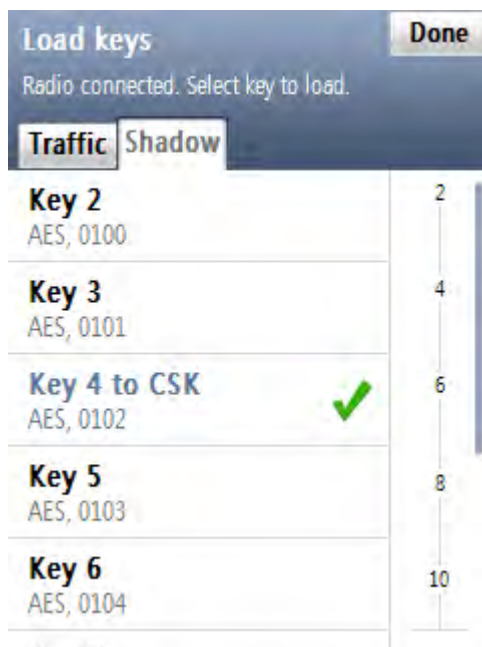 Load keys
Done
Radio connected. Select key to load.
Traffic
Shadow
Key 2
AES, 0100
Key 3
AES, 0101
Key 4 to CSK
AES, 0102
Key 5
AES, 0103
Key 6
AES, 0104
2
4
6
8
10